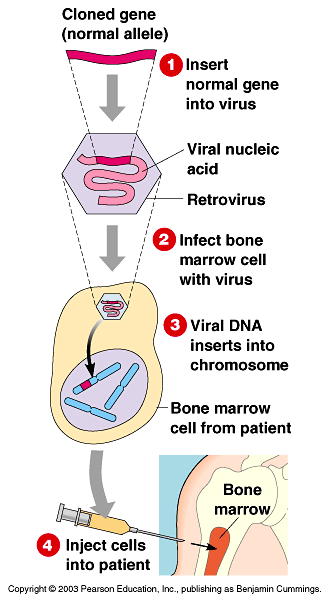 Cloned gene
(normal allele)
1 Insert
normal gene
into virus
Viral nucleic
acid
Retrovirus
2 Infect bone
marrow cell
with virus
3 Viral DNA
inserts into
chromosome
Bone marrow
cell from patient
Bone
marrow
4 Inject cells
into patient
Copyright © 2003 Pearson Education, Inc., publishing as Benjamin Cummings.